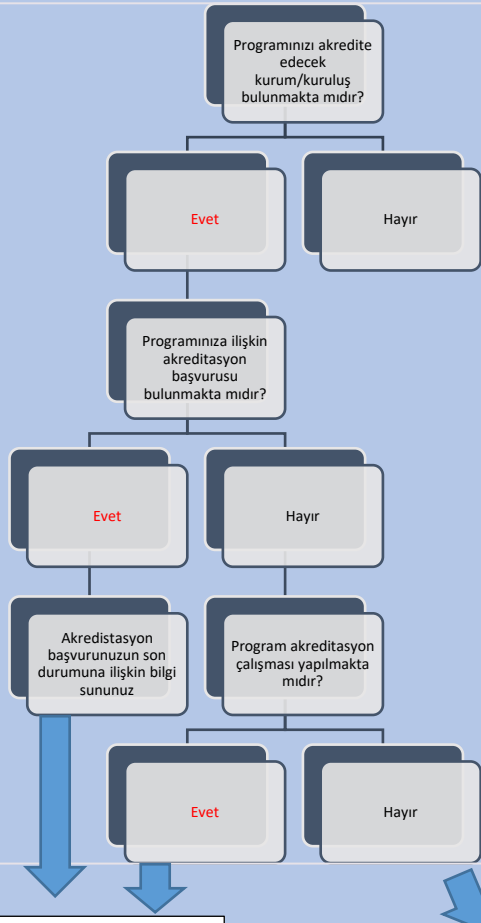 Programınızı akredite
edecek
kurum/kuruluş
bulunmakta mıdır?
Evet
Hayır
Programınıza ilişkin
akreditasyon
başvurusu
bulunmakta mıdır?
Evet
Hayır
Akredistasyon
başvurunuzun son
durumuna ilişkin bilgi
sununuz
Program akreditasyon
çalışması yapılmakta
mıdır?
Evet
Hayır